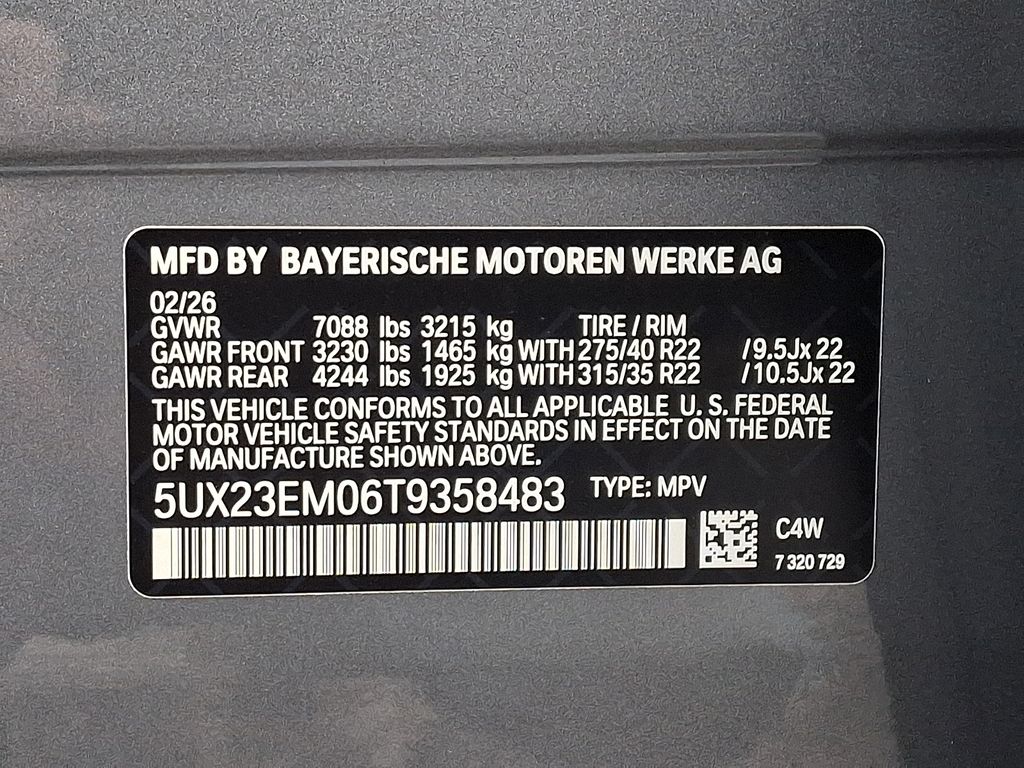 MFD BY BAYERISCHE MOTOREN WERKE AG
02/26
GVWR 7088 lbs 3215 kg TIRE / RIM
GAWR FRONT 3230 lbs 1465 kg WITH 275/40 R22 /9.5Jx 22
GAWR REAR 4244 lbs 1925 kg WITH 315/35 R22 /10.5Jx 22
THIS VEHICLE CONFORMS TO ALL APPLICABLE U. S. FEDERAL
MOTOR VEHICLE SAFETY STANDARDS IN EFFECT ON THE DATE
OF MANUFACTURE SHOWN ABOVE.
5UX23EM06T9358483 TYPE: MPV
C4W
7 320 729